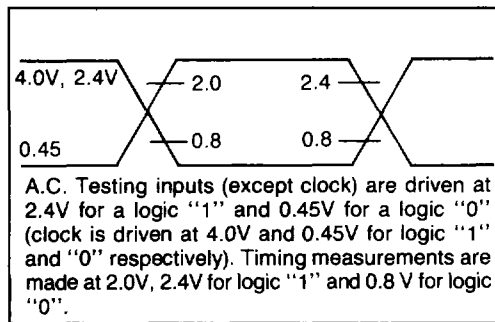 4.0V, 2.4V
2.0
2.4
0.8
0.8
0.45
A.C. Testing inputs (except clock) are driven at
2.4V for a logic "1" and 0.45V for a logic "0"
(clock is driven at 4.0V and 0.45V for logic "1"
and "0" respectively). Timing measurements are
made at 2.0V, 2.4V for logic "1" and 0.8 V for logic
"0".